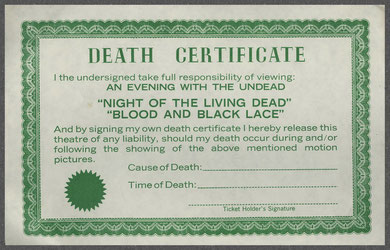 DEATH CERTIFICATE
I the undersigned take full responsibility of viewing:
AN EVENING WITH THE UNDEAD
"NIGHT OF THE LIVING DEAD"
"BLOOD AND BLACK LACE"
And by signing my own death certificate I hereby release this
theatre of any liability, should my death occur during and/or
following the showing of the above mentioned motion
pictures.
Cause of Death:
Time of Death:
Ticket Holder's Signature